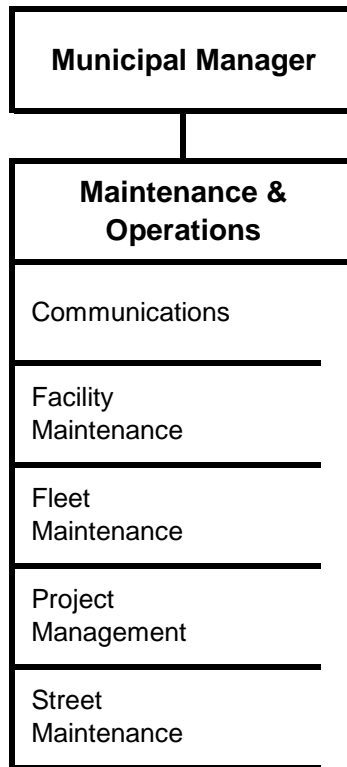 Municipal Manager
Maintenance &
Operations
Communications
Facility
Maintenance
Fleet
Maintenance
Project
Management
Street
Maintenance